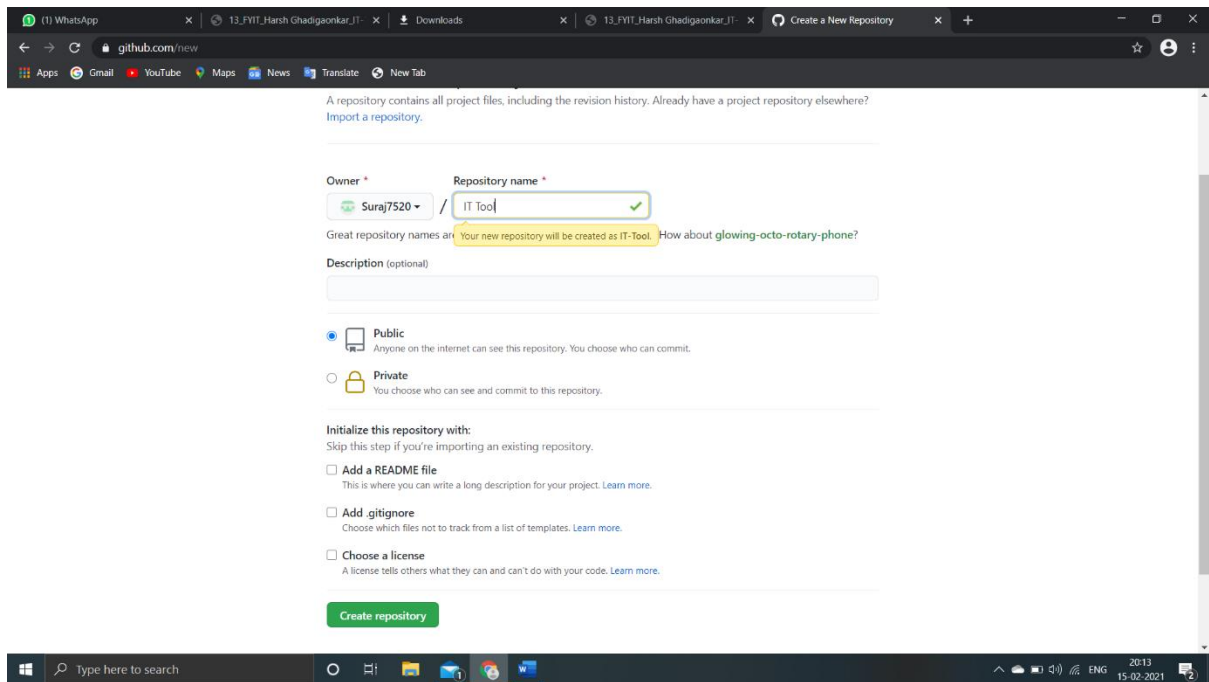 (1) WhatsApp
13_FYIT_Harsh Ghadigaonkar_IT-
Downloads
13_FYIT_Harsh Ghadigaonkar_IT-
Create a New Repository
github.com/new
Apps Gmail YouTube Maps News Translate New Tab
A repository contains all project files, including the revision history. Already have a project repository elsewhere?
Import a repository.
Owner * Repository name *
Suraj7520 / IT Tool
Great repository names ar Your new repository will be created as IT-Tool. How about glowing-octo-rotary-phone?
Description (optional)
Public
Anyone on the internet can see this repository. You choose who can commit.
Private
You choose who can see and commit to this repository.
Initialize this repository with:
Skip this step if you're importing an existing repository.
Add a README file
This is where you can write a long description for your project. Learn more.
Add .gitignore
Choose which files not to track from a list of templates. Learn more.
Choose a license
A license tells others what they can and can't do with your code. Learn more.
Create repository
Type here to search
ENG
20:13
15-02-2021